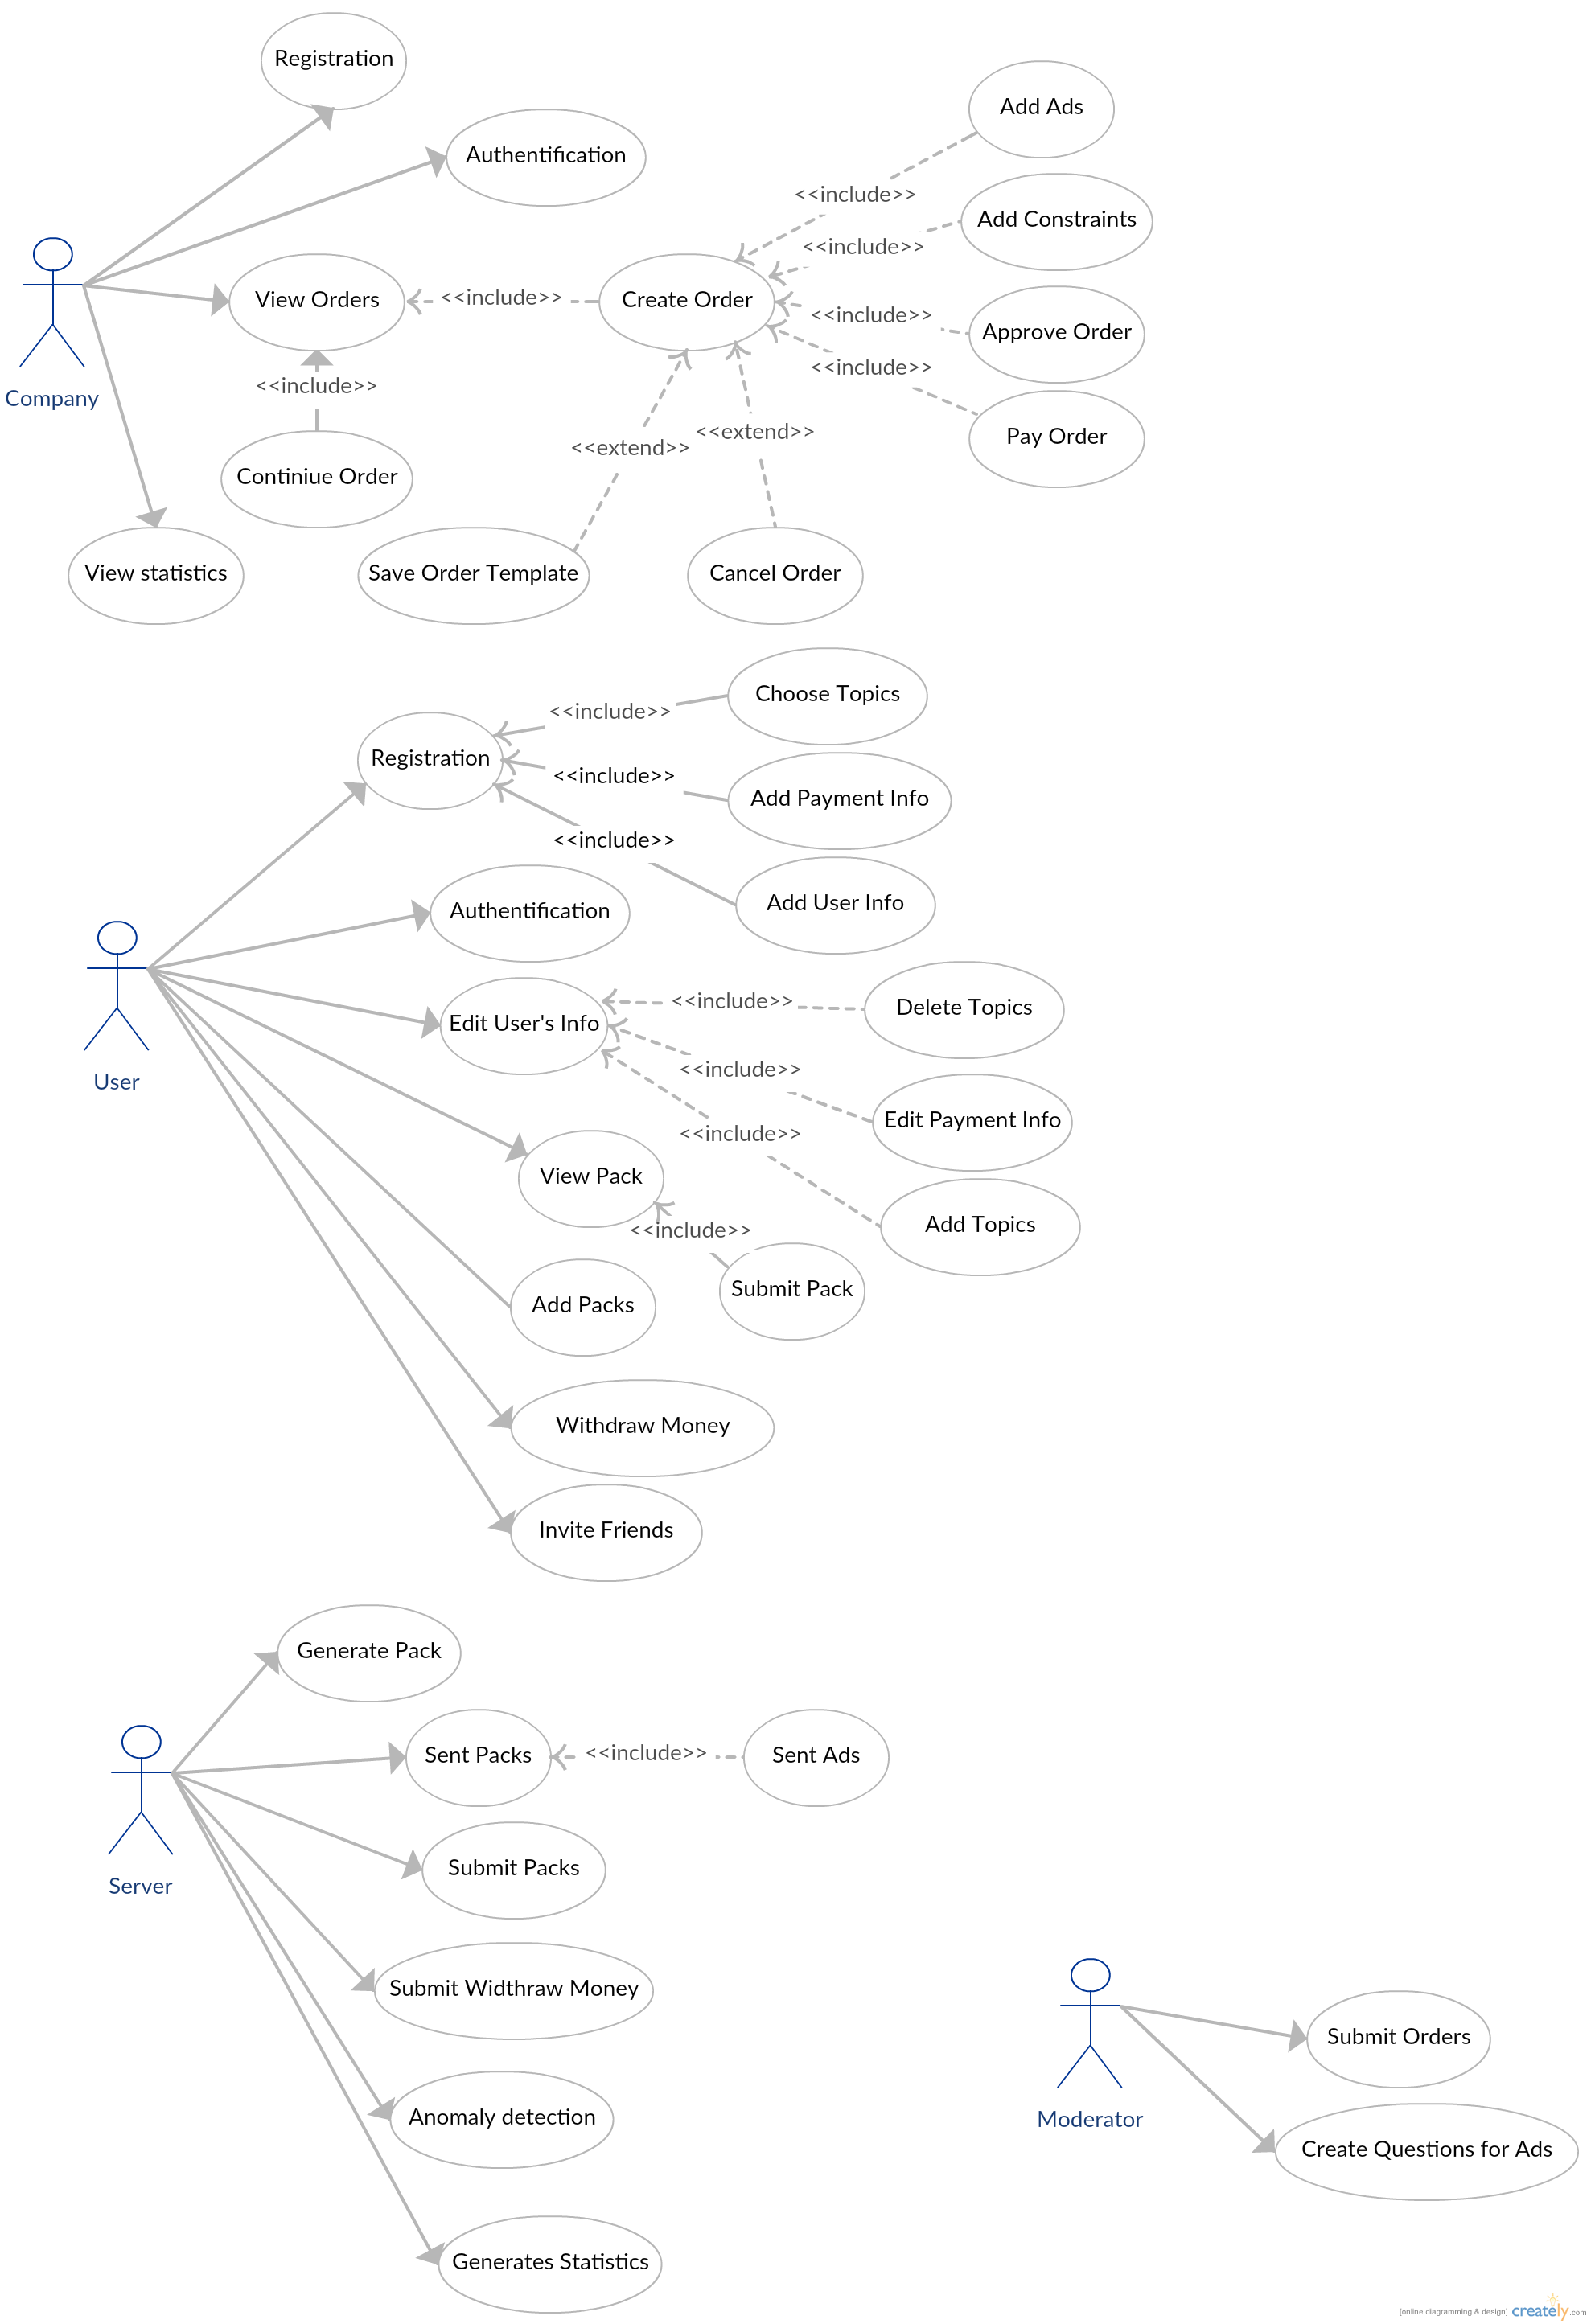 Registration
Add Ads
Authentification
<<include>>
Add Constraints
<<include>>
View Orders
<<include>>
Create Order
<<include>>
Approve Order
<<include>>
<<include>>
Company
Pay Order
<<extend>>
<<extend>>
Continiue Order
View statistics
Save Order Template
Cancel Order
Choose Topics
<<include>>
Registration
<<include>>
Add Payment Info
<<include>>
Add User Info
Authentification
<<include>>
Delete Topics
Edit User's Info
<<include>>
User
Edit Payment Info
<<include>>
View Pack
<<include>>
Add Topics
Submit Pack
Add Packs
Withdraw Money
Invite Friends
Generate Pack
Sent Packs
<<include>>
Sent Ads
Submit Packs
Server
Submit Widthraw Money
Submit Orders
Anomaly detection
Moderator
Create Questions for Ads
Generates Statistics
[online diagramming & design] creately.com